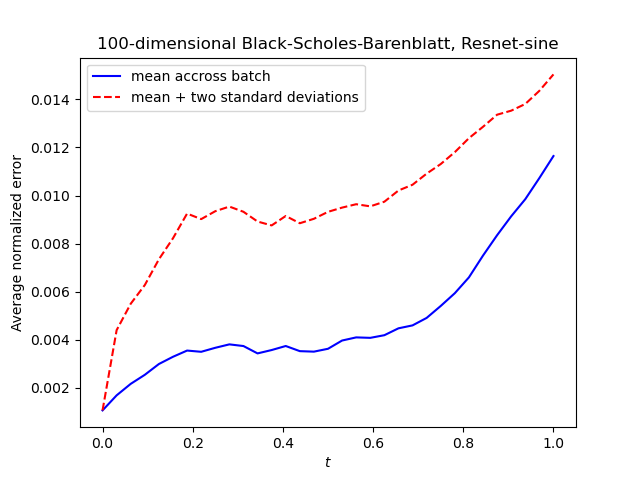 100-dimensional Black-Scholes-Barenblatt, Resnet-sine
mean accross batch
mean + two standard deviations
Average normalized error
0.014
0.012
0.010
0.008
0.006
0.004
0.002
0.0 0.2 0.4 0.6 0.8 1.0
t